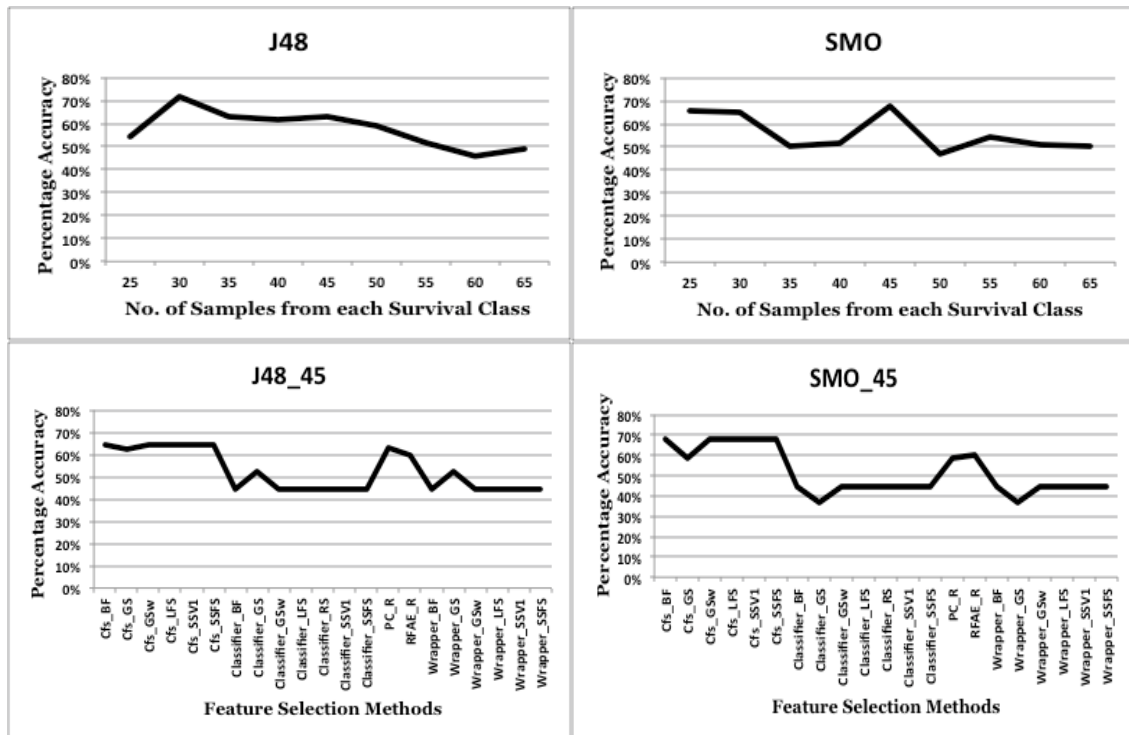 J48
Percentage Accuracy
80%
70%
60%
50%
40%
30%
20%
10%
0%
25 30 35 40 45 50 55 60 65
No. of Samples from each Survival Class
SMO
Percentage Accuracy
80%
70%
60%
50%
40%
30%
20%
10%
0%
25 30 35 40 45 50 55 60 65
No. of Samples from each Survival Class
J48_45
Percentage Accuracy
80%
70%
60%
50%
40%
30%
20%
10%
0%
Cfs_BF
Cfs_GS
Cfs_GSw
Cfs_LFS
Cfs_SSV1
Cfs_SSFS
Classifier_BF
Classifier_GS
Classifier_GSw
Classifier_LFS
Classifier_RS
Classifier_SSV1
Classifier_SSFS
PC_R
RFAE_R
Wrapper_BF
Wrapper_GS
Wrapper_GSw
Wrapper_LFS
Wrapper_SSV1
Wrapper_SSFS
Feature Selection Methods
SMO_45
Percentage Accuracy
80%
70%
60%
50%
40%
30%
20%
10%
0%
Cfs_BF
Cfs_GS
Cfs_GSw
Cfs_LFS
Cfs_SSV1
Cfs_SSFS
Classifier_BF
Classifier_GS
Classifier_GSw
Classifier_LFS
Classifier_RS
Classifier_SSV1
Classifier_SSFS
PC_R
RFAE_R
Wrapper_BF
Wrapper_GS
Wrapper_GSw
Wrapper_LFS
Wrapper_SSV1
Wrapper_SSFS
Feature Selection Methods